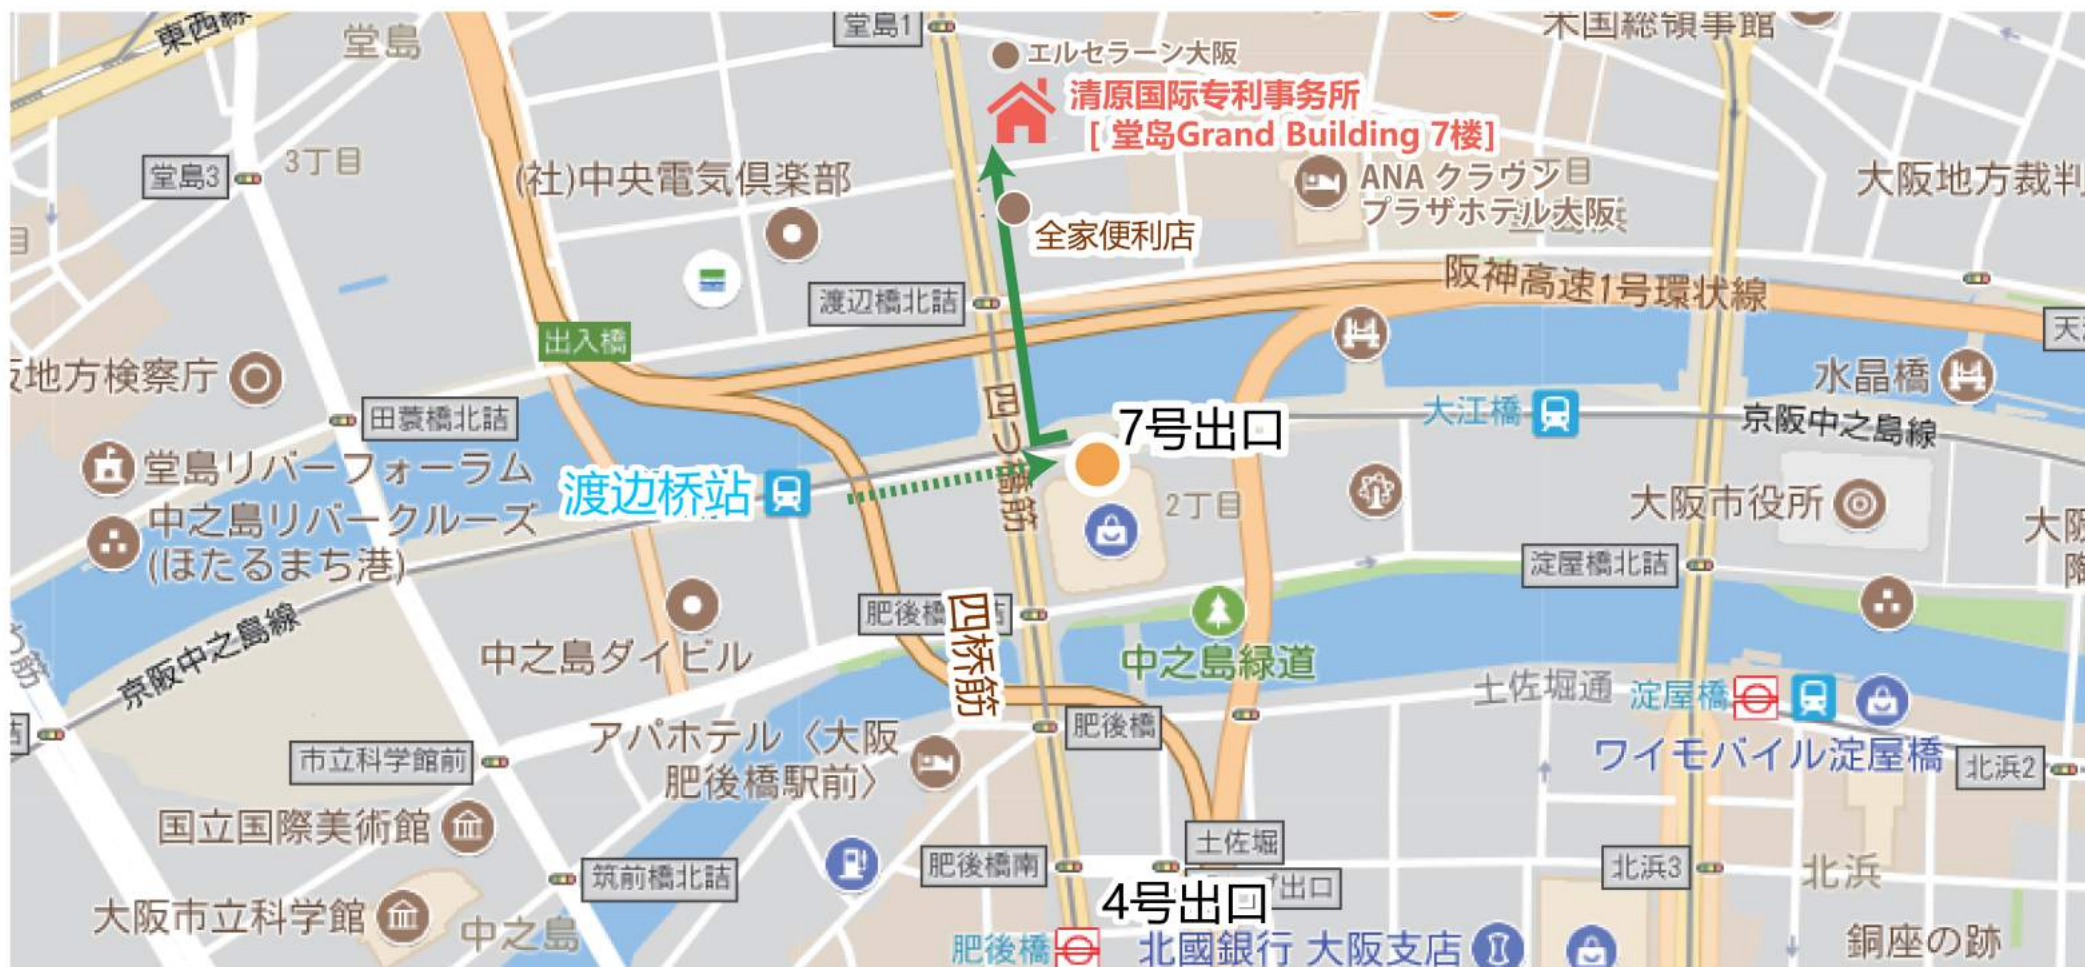 東西線
堂島
堂島1
エルセラーン大阪
米国総領事館
清原国际专利事务所
[ 堂岛Grand Building 7楼]
堂島3
3丁目
(社)中央電気倶楽部
ANA クラウン
プラザホテル大阪
目
大阪地方裁判
目
全家便利店
渡辺橋北詰
阪神高速1号環状線
出入橋
天
阪地方検察庁
水晶橋
田蓑橋北詰
四つ橋筋
7号出口
大江橋
京阪中之島線
堂島リバーフォーラム
渡边桥站
2丁目
大阪市役所
中之島リバークルーズ
(ほたるまち港)
大阪
淀屋橋北詰
肥後橋
四桥筋
京阪中之島線
筋
中之島ダイビル
中之島緑道
土佐堀通
淀屋橋
アパホテル〈大阪
肥後橋駅前〉
肥後橋
市立科学館前
ワイモバイル淀屋橋
北浜2
国立国際美術館
土佐堀
筑前橋北詰
肥後橋南
北浜3
北浜
出口
4号出口
大阪市立科学館
中之島
肥後橋
北國銀行 大阪支店
銅座の跡